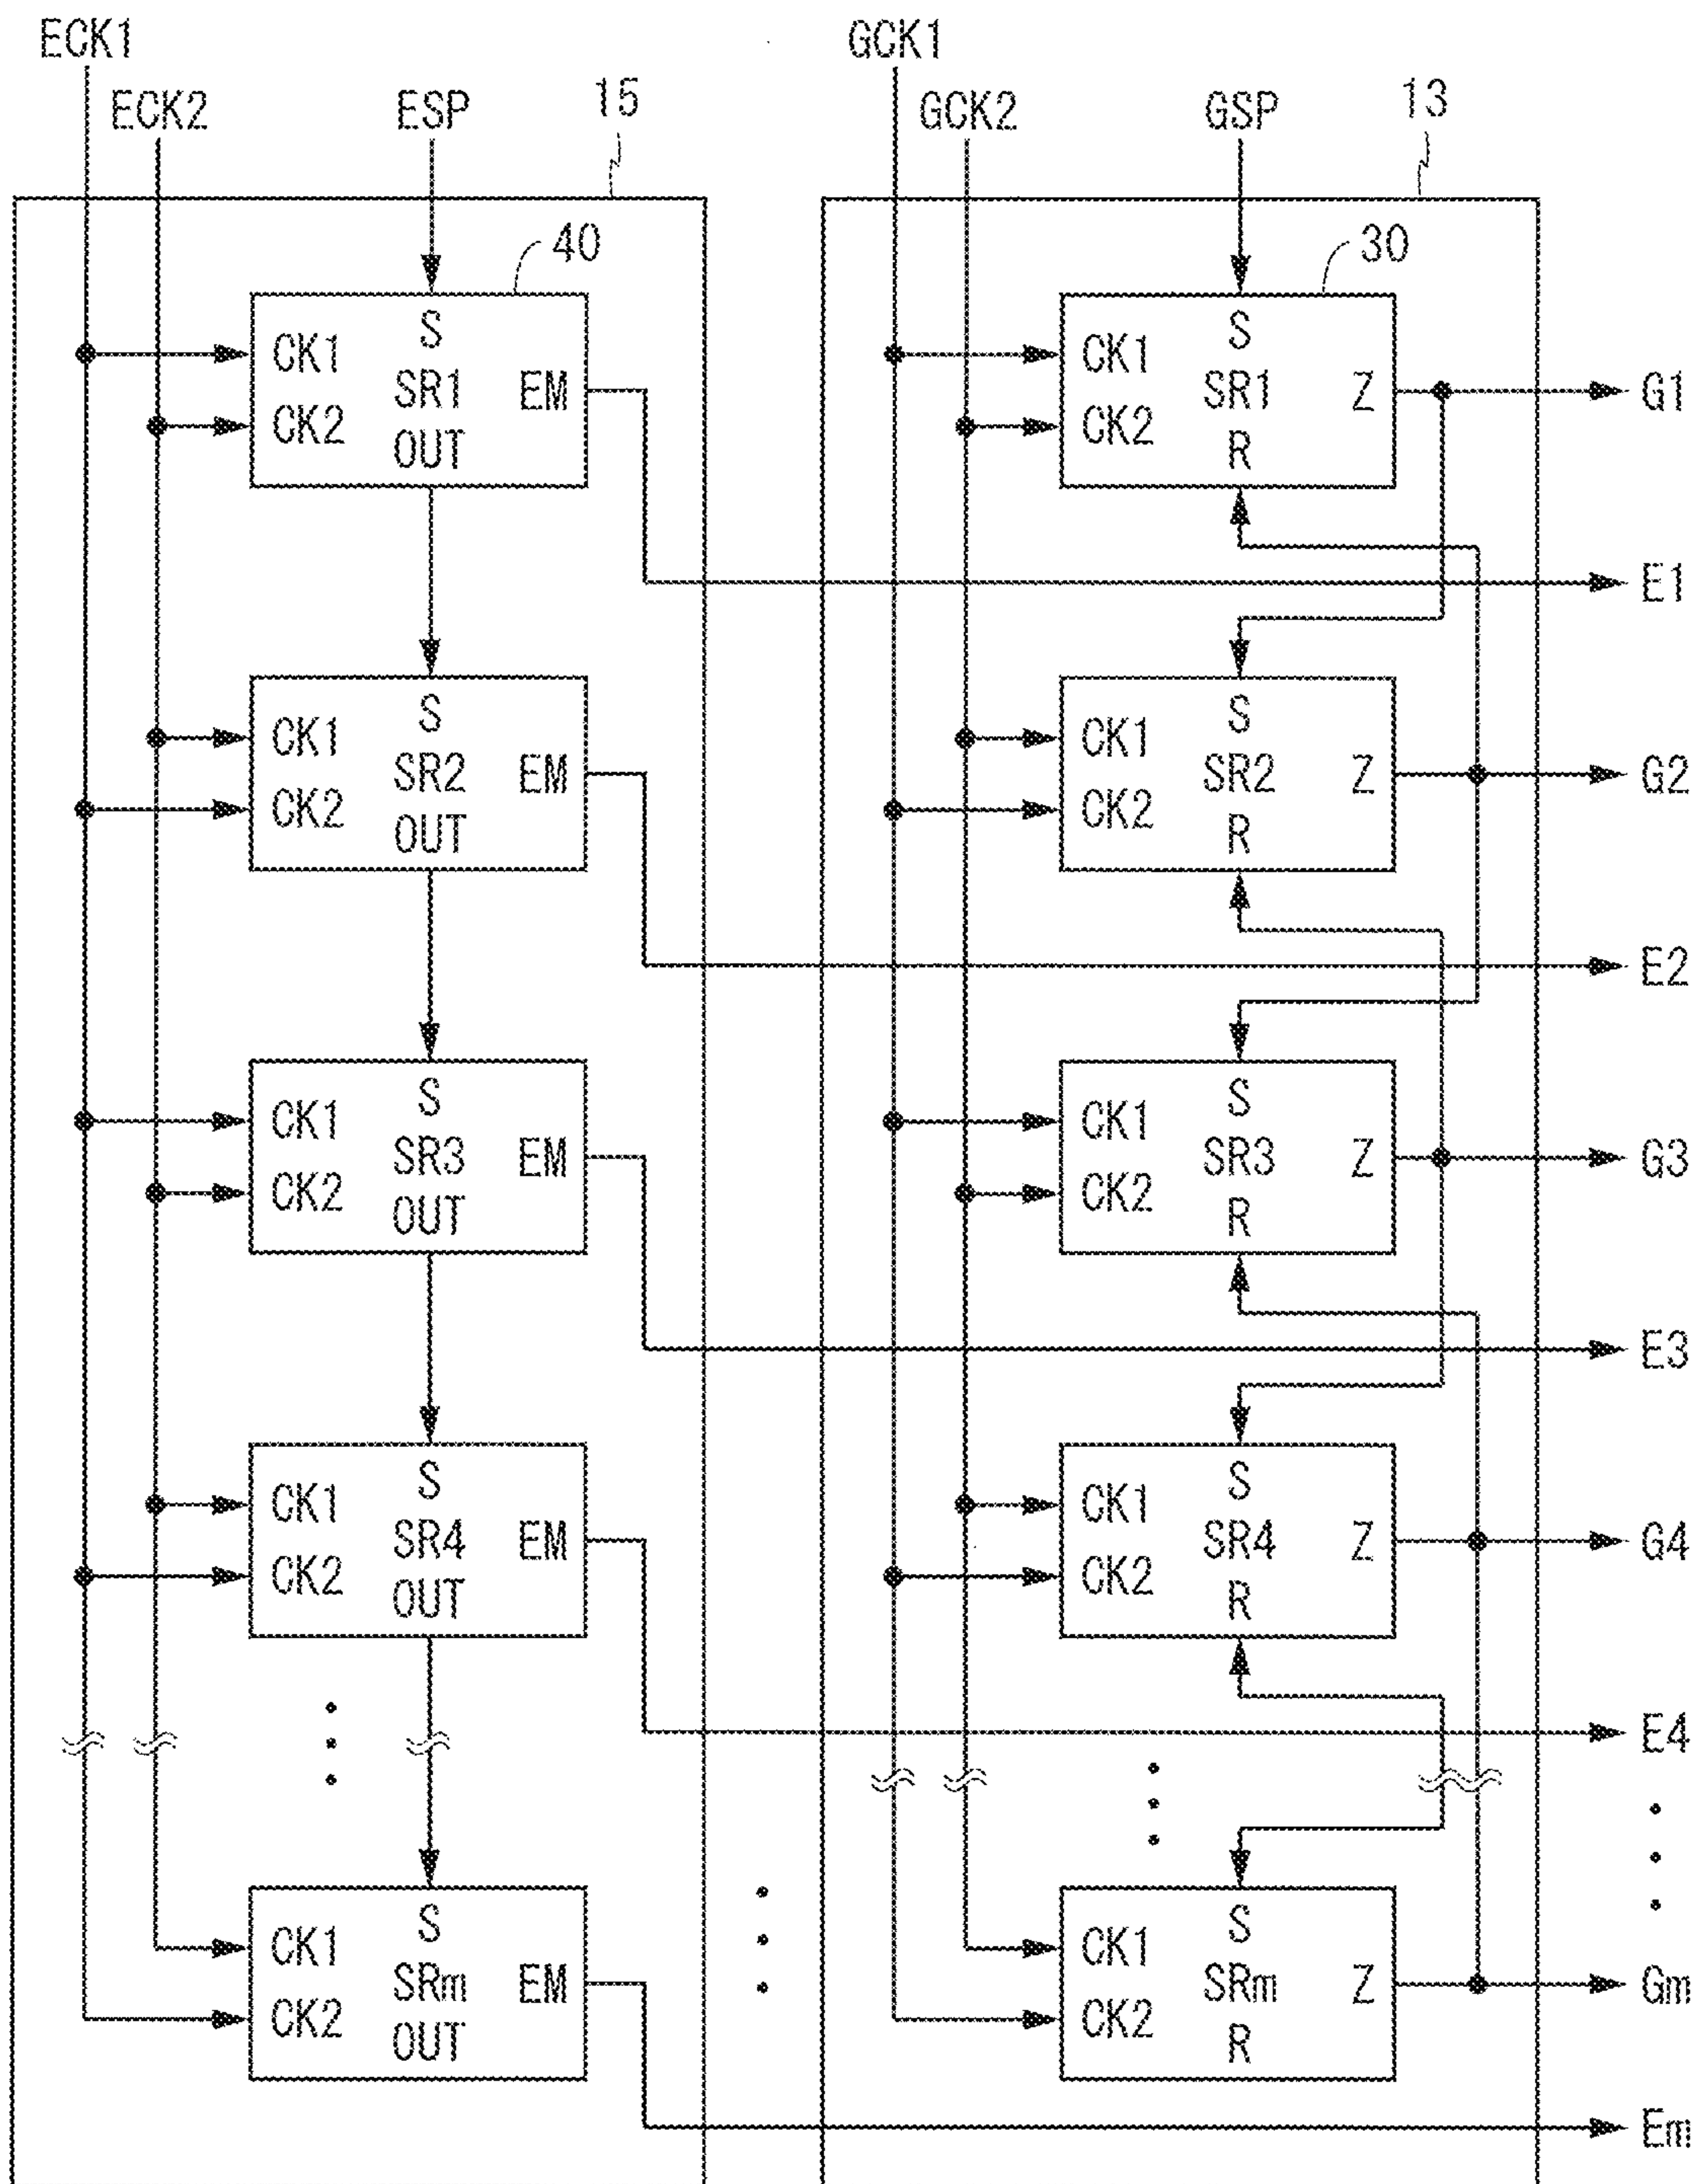 ECK1
GCK1
ECK2
ESP
15
GCK2
GSP
13
40
30
S
CK1
SR1
EM
CK2
OUT
S
CK1
SR1
Z
CK2
R
G1
E1
S
CK1
SR2
EM
CK2
OUT
S
CK1
SR2
Z
CK2
R
G2
E2
S
CK1
SR3
EM
CK2
OUT
S
CK1
SR3
Z
CK2
R
G3
E3
S
CK1
SR4
EM
CK2
OUT
S
CK1
SR4
Z
CK2
R
G4
E4
S
CK1
SRm
EM
CK2
OUT
S
CK1
SRm
Z
CK2
R
Gm
Em